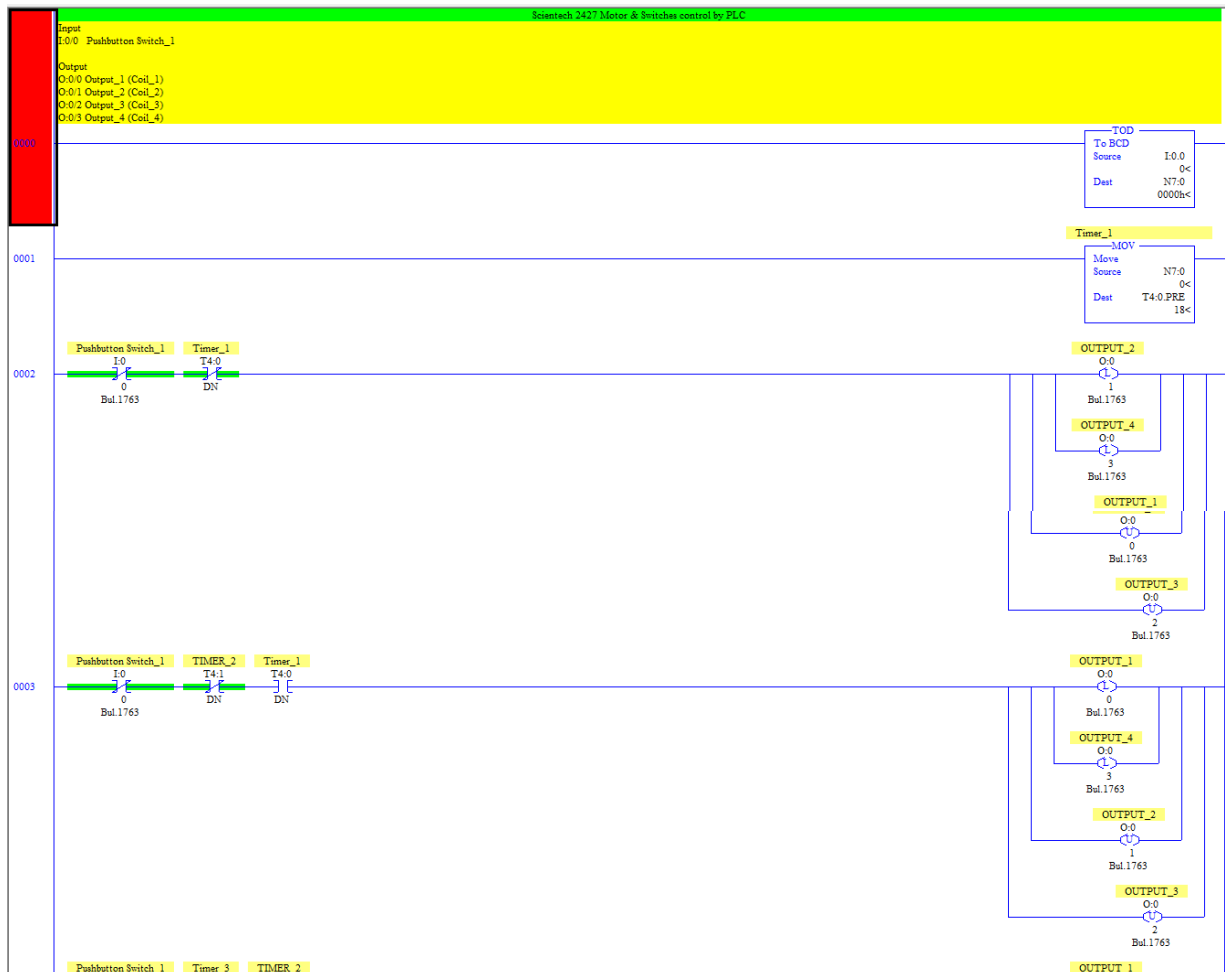 Scientech 2427 Motor & Switches control by PLC
Input
I:0/0 Pushbutton Switch_1
Output
O:0/0 Output_1 (Coil_1)
O:0/1 Output_2 (Coil_2)
O:0/2 Output_3 (Coil_3)
O:0/3 Output_4 (Coil_4)
0000
TOD
To BCD
Source I:0.0
0<
Dest N7:0
0000h<
Timer_1
0001
MOV
Move
Source N7:0
0<
Dest T4:0.PRE
18<
Pushbutton Switch_1 Timer_1 OUTPUT_2
I:0 T4:0 O:0
0002 L
0 DN 1
Bul.1763 Bul.1763
OUTPUT_4
O:0
L
3
Bul.1763
OUTPUT_1
O:0
U
0
Bul.1763
OUTPUT_3
O:0
U
2
Bul.1763
Pushbutton Switch_1 TIMER_2 Timer_1 OUTPUT_1
I:0 T4:1 T4:0 O:0
0003 L
0 DN DN 0
Bul.1763 Bul.1763
OUTPUT_4
O:0
L
3
Bul.1763
OUTPUT_2
O:0
U
1
Bul.1763
OUTPUT_3
O:0
U
2
Bul.1763
Pushbutton Switch_1 Timer_3 TIMER_2 OUTPUT_1